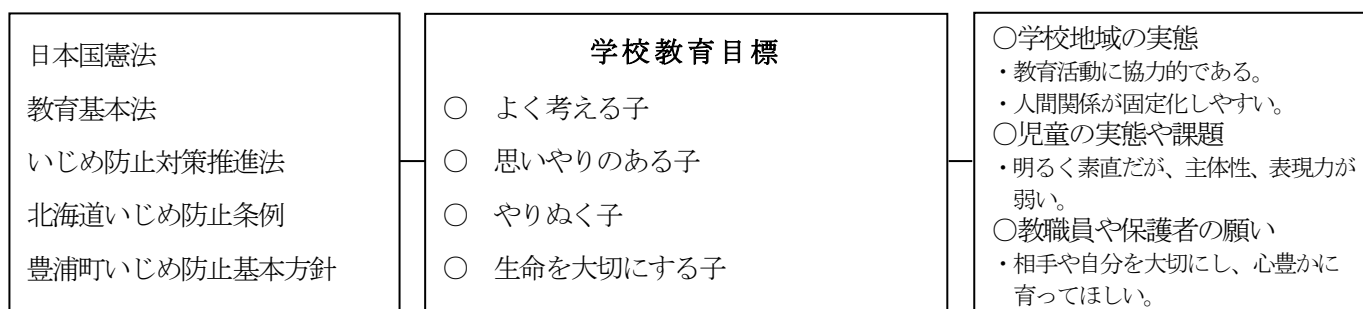 日本国憲法
教育基本法
いじめ防止対策推進法
北海道いじめ防止条例
豊浦町いじめ防止基本方針
学校教育目標
○ よく考える子
○ 思いやりのある子
○ やりぬく子
○ 生命を大切にする子
○学校地域の実態
・教育活動に協力的である。
・人間関係が固定化しやすい。
○児童の実態や課題
・明るく素直だが、主体性、表現力が
弱い。
○教職員や保護者の願い
・相手や自分を大切にし、心豊かに
育ってほしい。